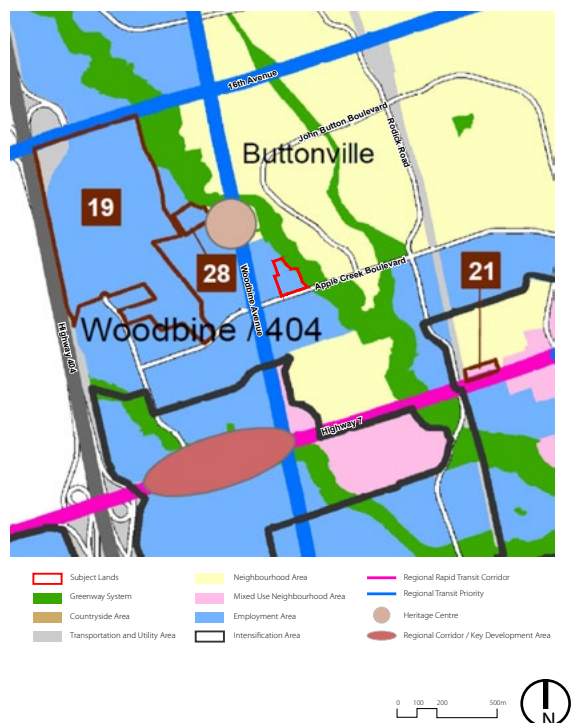 16th Avenue
John Button Boulevard
Rodick Road
Buttonville
19
28
21
Woodbine Avenue
Apple Creek Boulevard
Woodbine / 404
Highway 404
Highway 7
Subject Lands
Neighbourhood Area
Regional Rapid Transit Corridor
Greenway System
Mixed Use Neighbourhood Area
Regional Transit Priority
Countryside Area
Employment Area
Heritage Centre
Transportation and Utility Area
Intensification Area
Regional Corridor / Key Development Area
0 100 200 500m
N